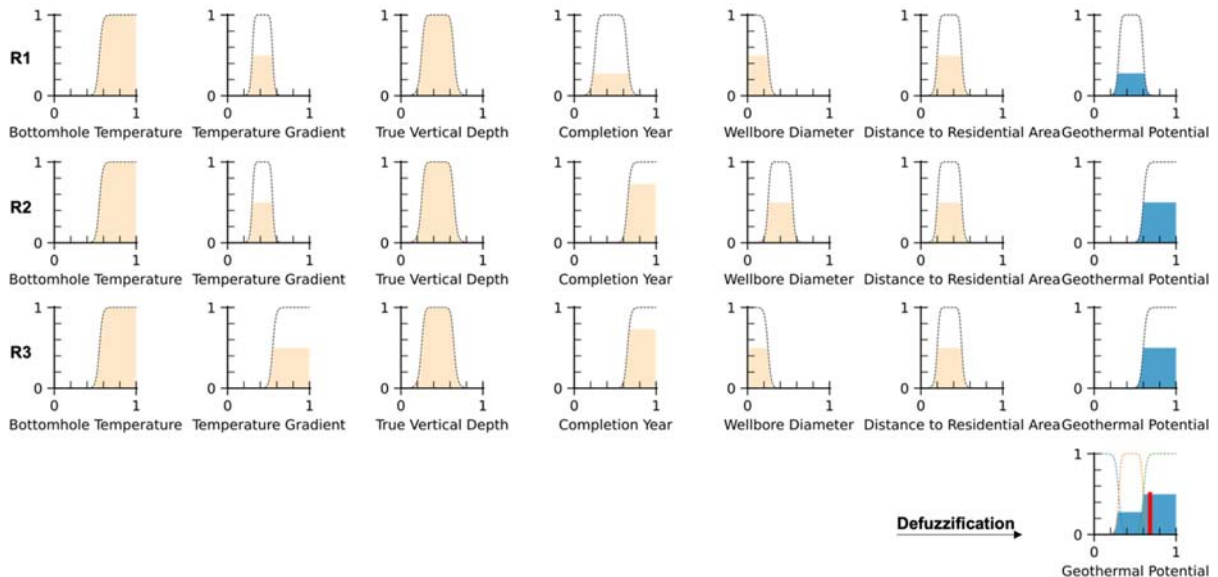 1 1 1 1 1 1 1
R1
0 0 0 0 0 0 0
0 1 0 1 0 1 0 1 0 1 0 1 0 1
Bottomhole Temperature Temperature Gradient True Vertical Depth Completion Year Wellbore Diameter Distance to Residential Area Geothermal Potential
1 1 1 1 1 1 1
R2
0 0 0 0 0 0 0
0 1 0 1 0 1 0 1 0 1 0 1 0 1
Bottomhole Temperature Temperature Gradient True Vertical Depth Completion Year Wellbore Diameter Distance to Residential Area Geothermal Potential
1 1 1 1 1 1 1
R3
0 0 0 0 0 0 0
0 1 0 1 0 1 0 1 0 1 0 1 0 1
Bottomhole Temperature Temperature Gradient True Vertical Depth Completion Year Wellbore Diameter Distance to Residential Area Geothermal Potential
1
Defuzzification
0
0 1
Geothermal Potential